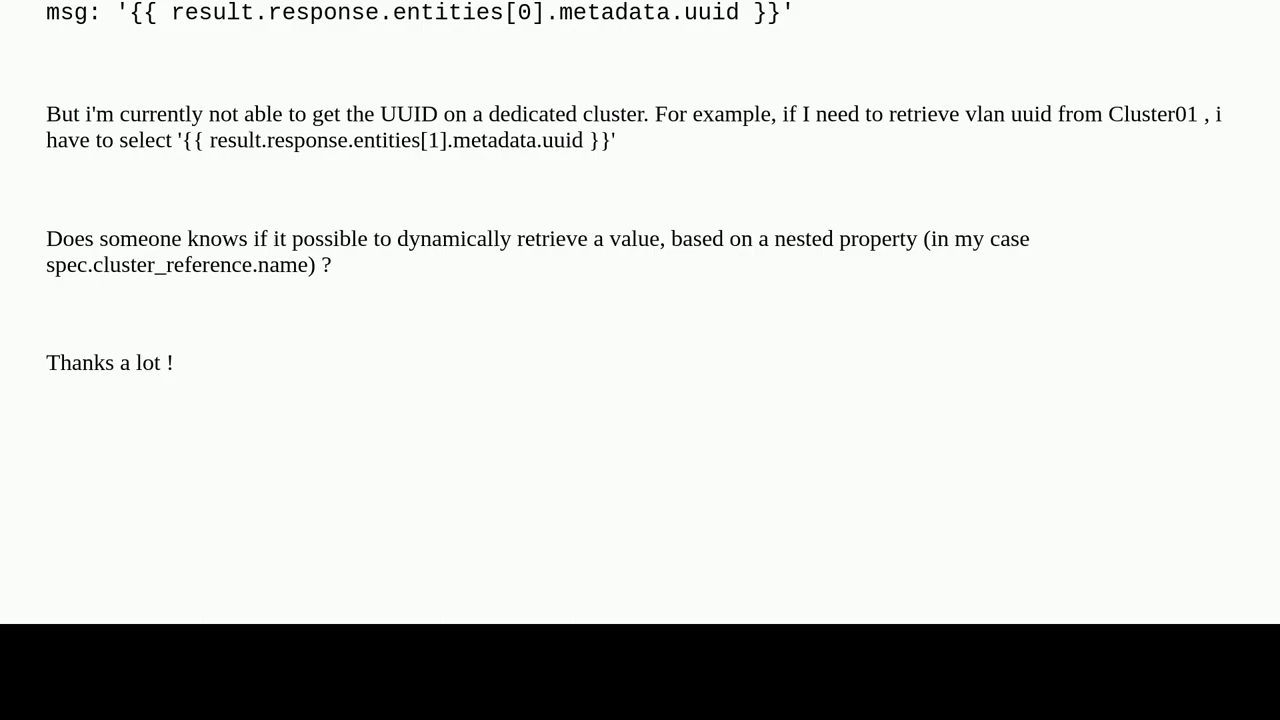 msg: '{{ result.response.entities[0].metadata.uuid }}'
But i'm currently not able to get the UUID on a dedicated cluster. For example, if I need to retrieve vlan uuid from Cluster01 , i
have to select '{{ result.response.entities[1].metadata.uuid }}'
Does someone knows if it possible to dynamically retrieve a value, based on a nested property (in my case
spec.cluster_reference.name) ?
Thanks a lot !